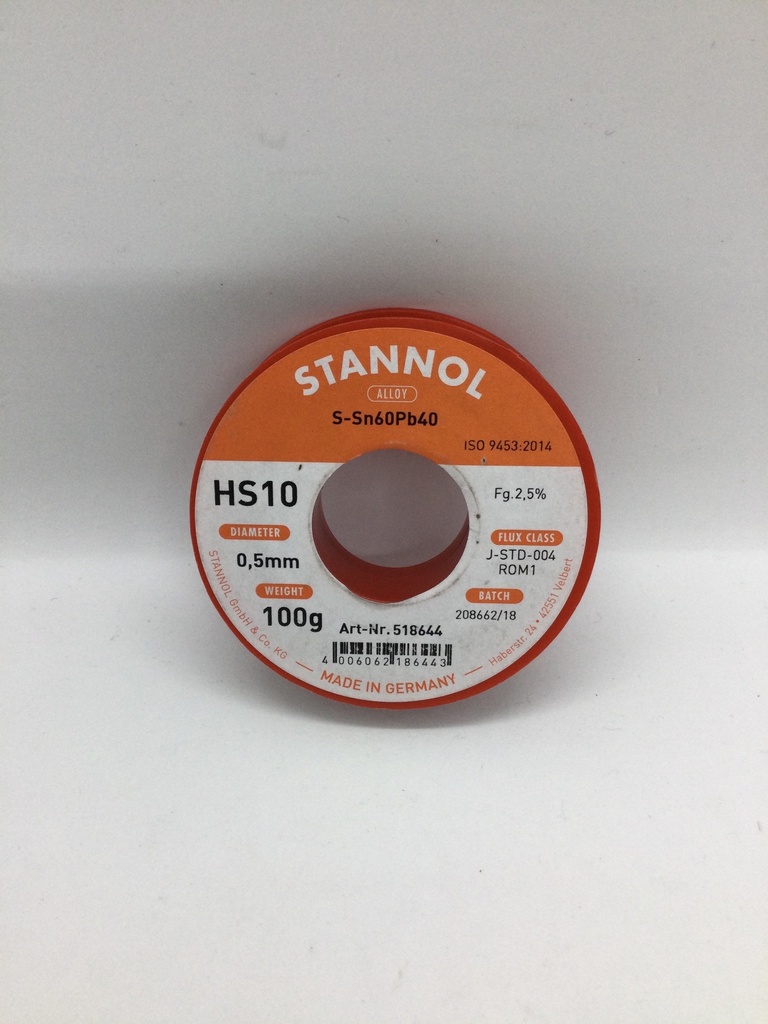 STANNOL
ALLOY
S-Sn60Pb40
ISO 9453:2014
HS10
Fg.2,5%
DIAMETER
0,5mm
FLUX CLASS
J-STD-004
ROM1
WEIGHT
100g
BATCH
208662/18
Art-Nr. 518644
4 006062 186443
STANNOL GmbH & Co. KG — MADE IN GERMANY — Haberstr. 24 • 42551 Velbert